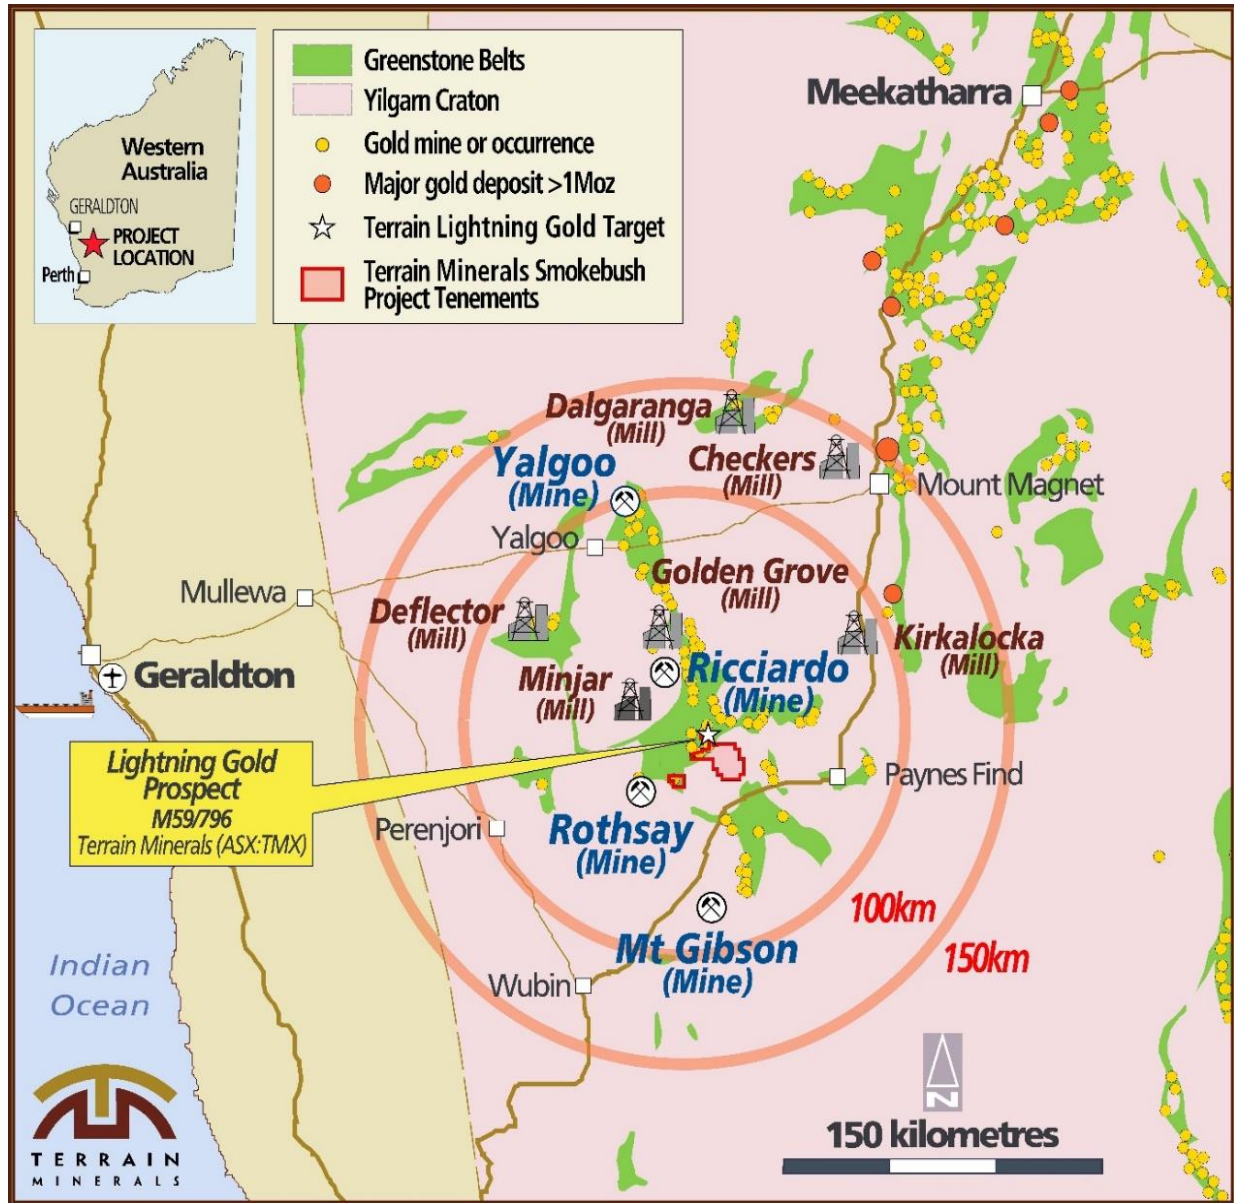 Western
Australia
GERALDTON
PROJECT
LOCATION
Perth
Greenstone Belts
Yilgarn Craton
Gold mine or occurrence
Major gold deposit >1Moz
Terrain Lightning Gold Target
Terrain Minerals Smokebush
Project Tenements
Meekatharra
Dalgaranga
(Mill)
Checkers
(Mill)
Yalgoo
(Mine)
Mount Magnet
Yalgoo
Golden Grove
(Mill)
Mullewa
Deflector
(Mill)
Kirkalocka
(Mill)
Geraldton
Minjar
(Mill)
Ricciardo
(Mine)
Lightning Gold
Prospect
M59/796
Terrain Minerals (ASX:TMX)
Paynes Find
Perenjori
Rothsay
(Mine)
100km
150km
Mt Gibson
(Mine)
Indian
Ocean
Wubin
N
150 kilometres
TERRAIN
MINERALS